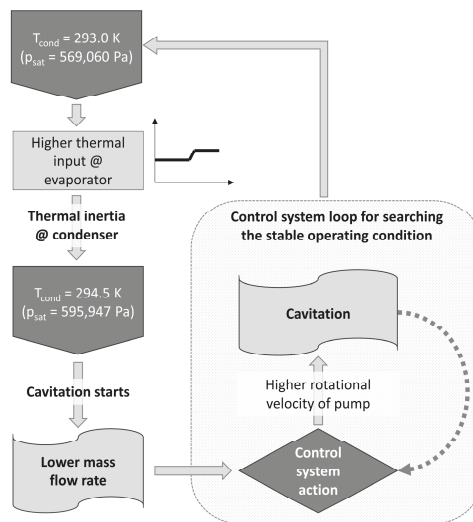 T_cond = 293.0 K
(p_sat = 569,060 Pa)
Higher thermal
input @
evaporator
Thermal inertia
@ condenser
T_cond = 294.5 K
(p_sat = 595,947 Pa)
Cavitation starts
Lower mass
flow rate
Control system loop for searching
the stable operating condition
Cavitation
Higher rotational
velocity of pump
Control
system
action